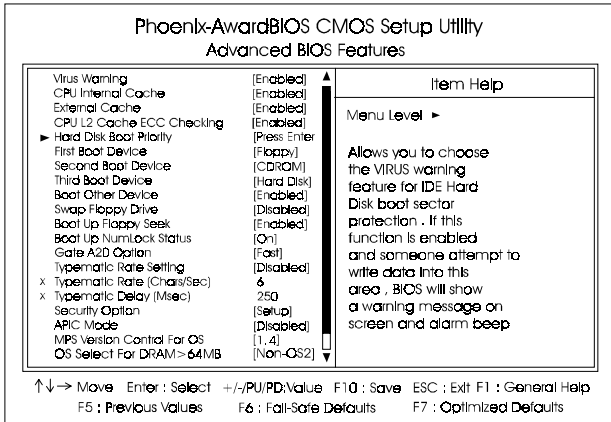 Phoenix-AwardBIOS CMOS Setup Utility
Advanced BIOS Features
Virus Warning [Enabled]
CPU Internal Cache [Enabled]
External Cache [Enabled]
CPU L2 Cache ECC Checking [Enabled]
► Hard Disk Boot Priority [Press Enter
First Boot Device [Floppy]
Second Boot Device [CDROM]
Third Boot Device [Hard Disk]
Boot Other Device [Enabled]
Swap Floppy Drive [Disabled]
Boot Up Floppy Seek [Enabled]
Boot Up NumLock Status [On]
Gate A20 Option [Fast]
Typematic Rate Setting [Disabled]
x Typematic Rate (Chars/Sec) 6
x Typematic Delay (Msec) 250
Security Option [Setup]
APIC Mode [Disabled]
MPS Version Control For OS [1,4]
OS Select For DRAM>64MB [Non-OS2]
Item Help
Menu Level ►
Allows you to choose
the VIRUS warning
feature for IDE Hard
Disk boot sector
protection . If this
function is enabled
and someone attempt to
write data into this
area , BIOS will show
a warning message on
screen and alarm beep
↑↓→ Move Enter : Select +/-/PU/PD:Value F10 : Save ESC : Exit F1 : General Help
F5 : Previous Values F6 : Fail-Safe Defaults F7 : Optimized Defaults